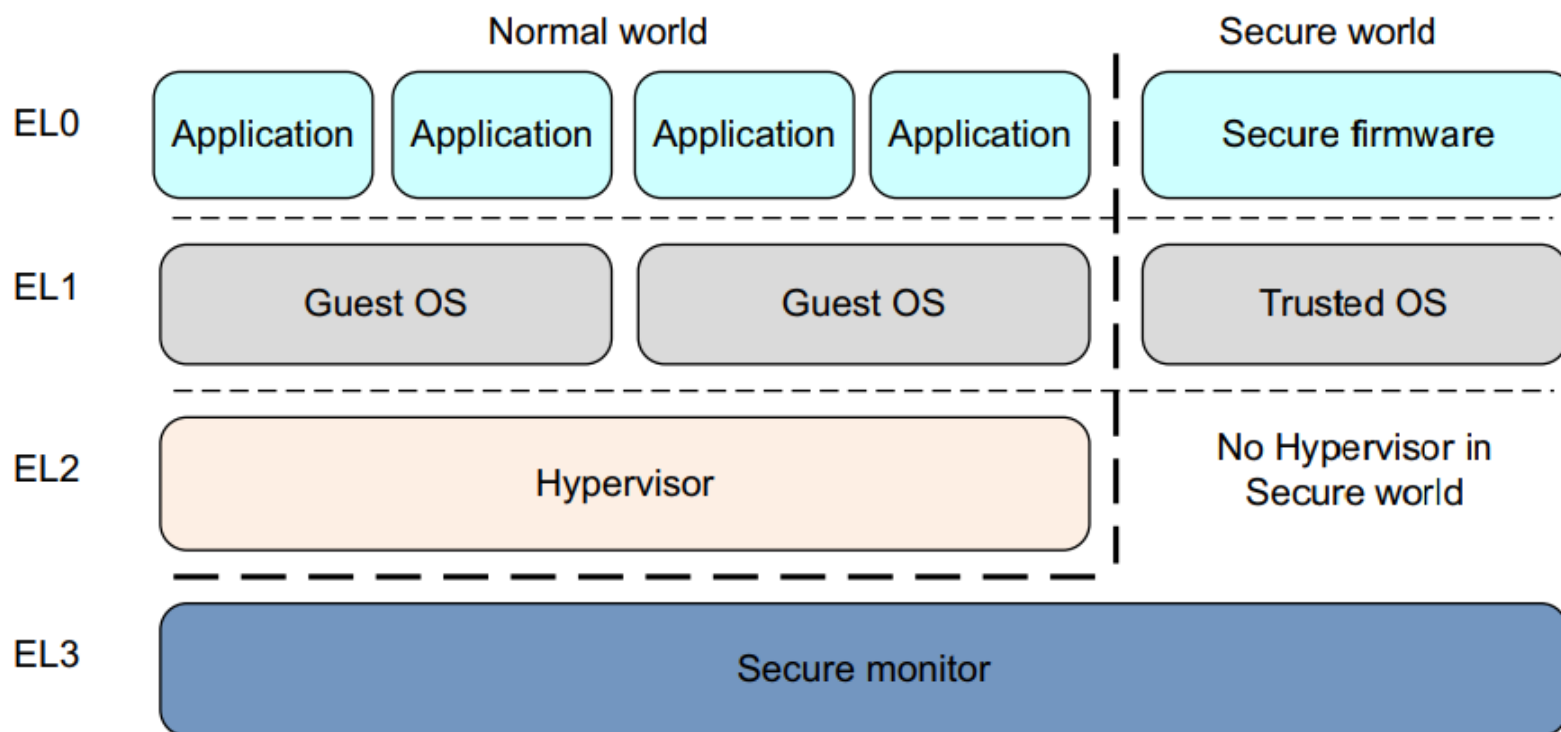 Normal world
Secure world
EL0
Application
Application
Application
Application
Secure firmware
EL1
Guest OS
Guest OS
Trusted OS
EL2
Hypervisor
No Hypervisor in
Secure world
EL3
Secure monitor